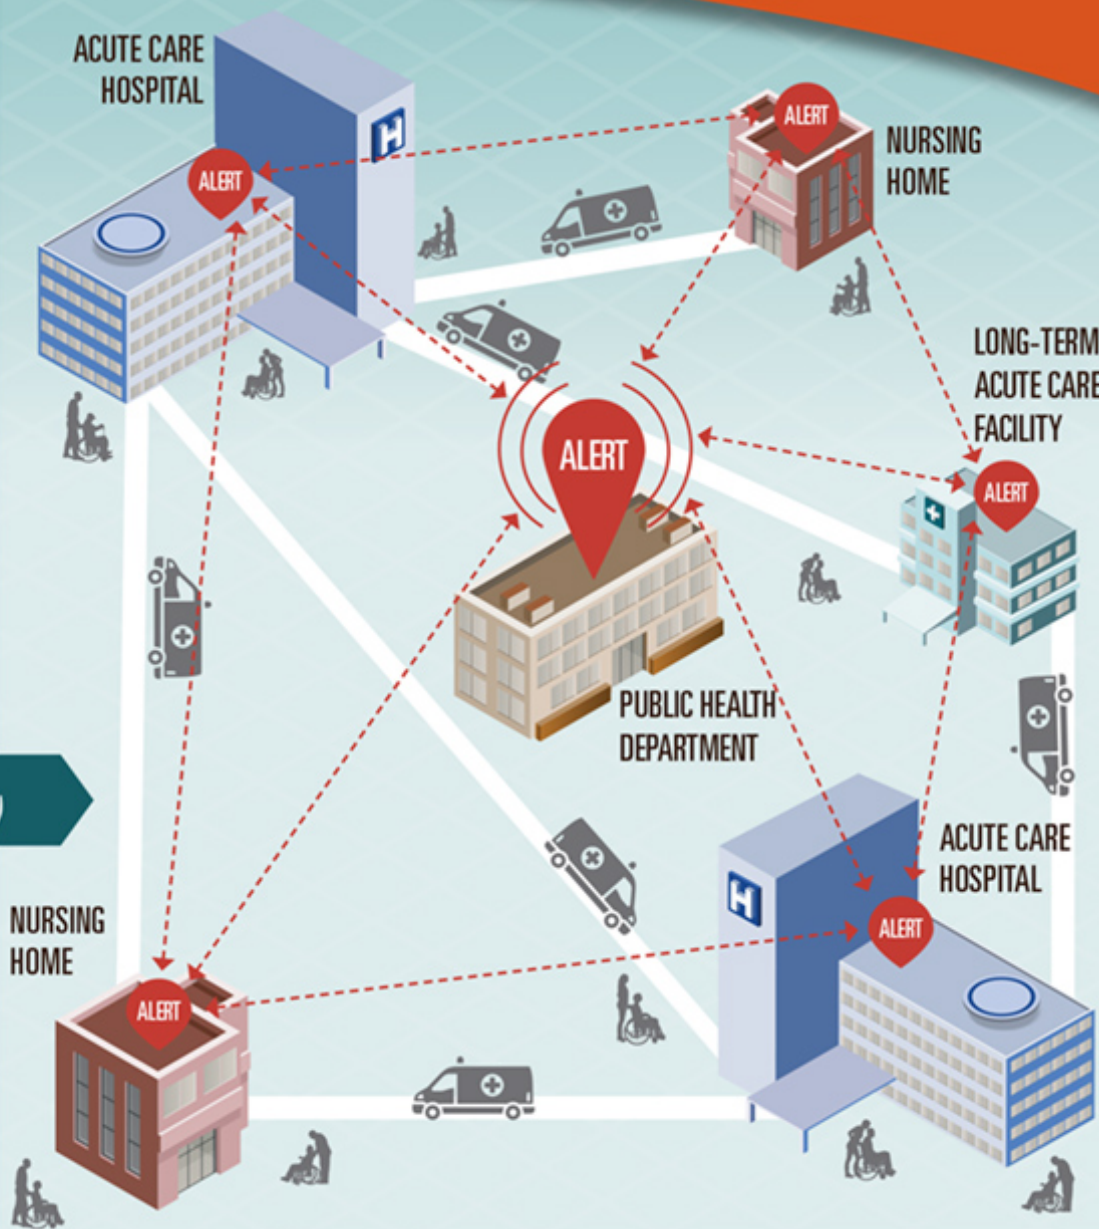 ACUTE CARE
HOSPITAL
H
ALERT
ALERT
NURSING
HOME
LONG-TERM
ACUTE CARE
FACILITY
ALERT
ALERT
PUBLIC HEALTH
DEPARTMENT
ACUTE CARE
HOSPITAL
H
ALERT
NURSING
HOME
ALERT